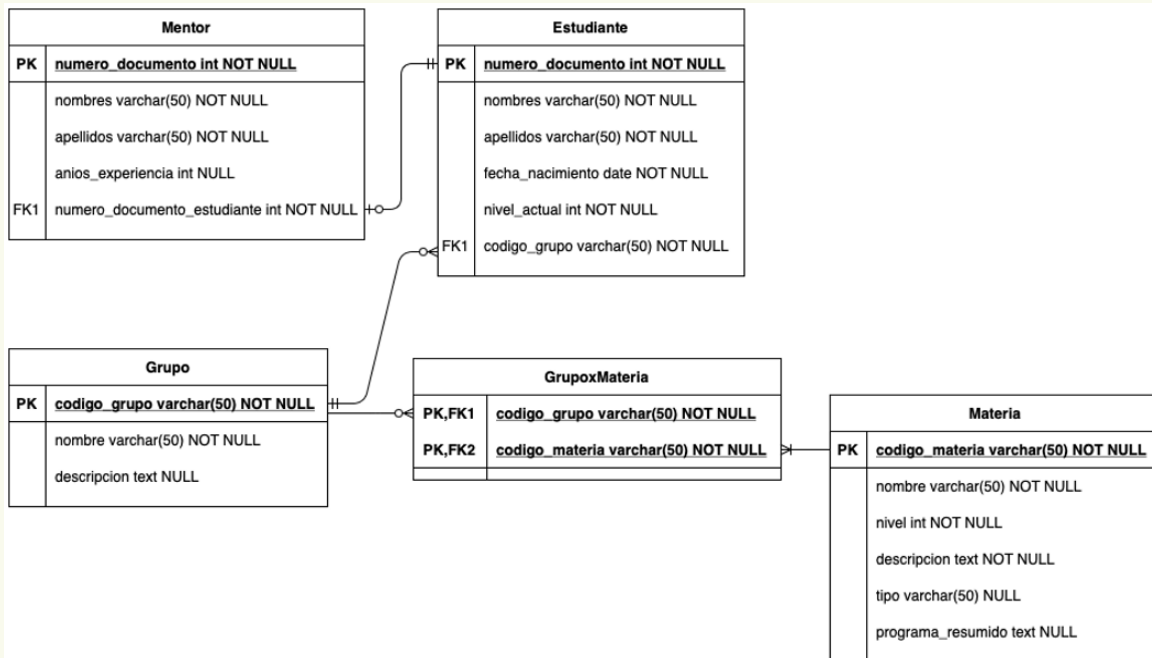 Mentor
PK numero_documento int NOT NULL
nombres varchar(50) NOT NULL
apellidos varchar(50) NOT NULL
anios_experiencia int NULL
FK1 numero_documento_estudiante int NOT NULL
Estudiante
PK numero_documento int NOT NULL
nombres varchar(50) NOT NULL
apellidos varchar(50) NOT NULL
fecha_nacimiento date NOT NULL
nivel_actual int NOT NULL
FK1 codigo_grupo varchar(50) NOT NULL
Grupo
PK codigo_grupo varchar(50) NOT NULL
nombre varchar(50) NOT NULL
descripcion text NULL
GrupoxMateria
PK,FK1 codigo_grupo varchar(50) NOT NULL
PK,FK2 codigo_materia varchar(50) NOT NULL
Materia
PK codigo_materia varchar(50) NOT NULL
nombre varchar(50) NOT NULL
nivel int NOT NULL
descripcion text NOT NULL
tipo varchar(50) NULL
programa_resumido text NULL